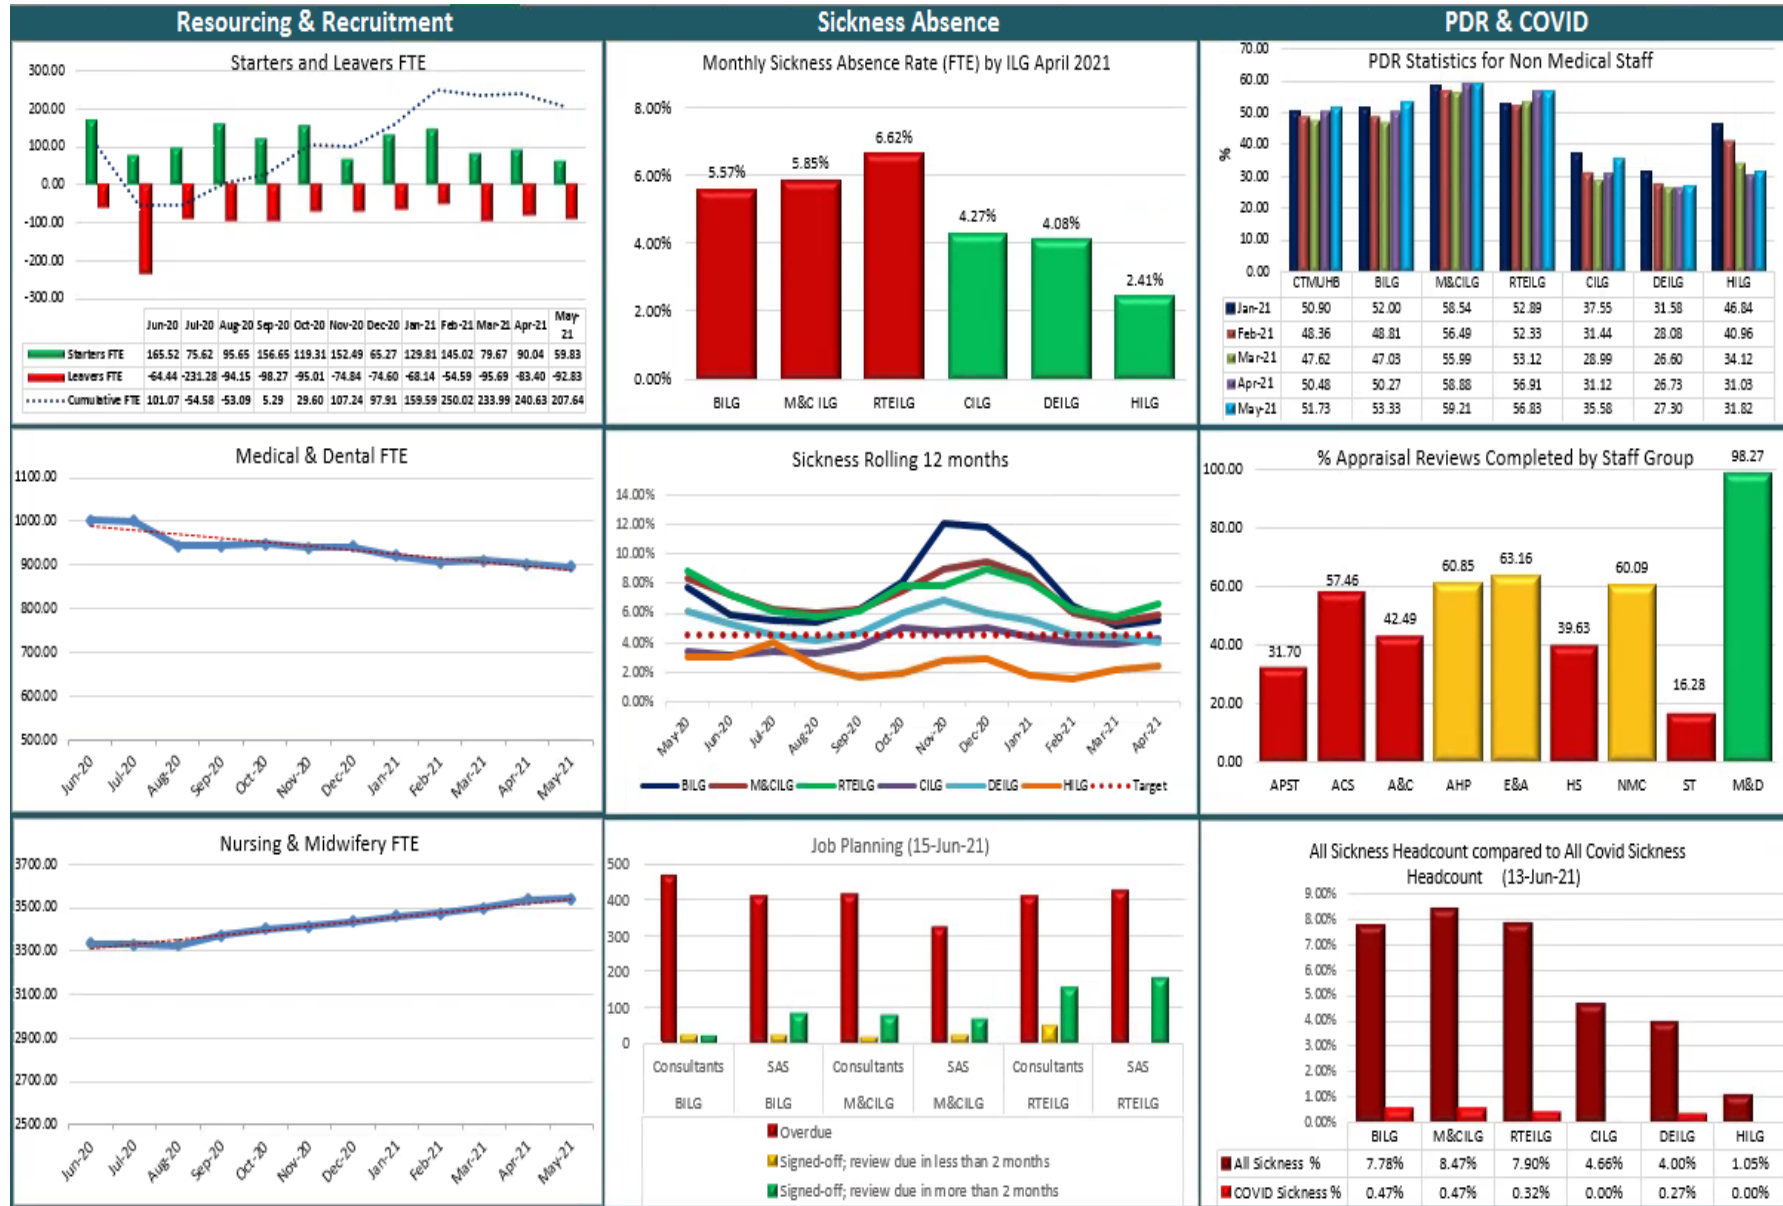 Resourcing & Recruitment
Starters and Leavers FTE
300.00
200.00
100.00
0.00
-100.00
-200.00
-300.00
Jun-20 Jul-20 Aug-20 Sep-20 Oct-20 Nov-20 Dec-20 Jan-21 Feb-21 Mar-21 Apr-21 May-21
Starters FTE 165.52 75.62 95.65 156.65 119.31 152.49 65.27 129.81 145.02 79.67 90.04 59.83
Leavers FTE -64.44 -231.28 -94.15 -98.27 -95.01 -74.84 -74.60 -68.14 -54.59 -95.69 -83.40 -92.83
Cumulative FTE 101.07 -54.58 -53.09 5.29 29.60 107.24 97.91 159.59 250.02 233.99 240.63 207.64
Medical & Dental FTE
1100.00
1000.00
900.00
800.00
700.00
600.00
500.00
Jun-20 Jul-20 Aug-20 Sep-20 Oct-20 Nov-20 Dec-20 Jan-21 Feb-21 Mar-21 Apr-21 May-21
Nursing & Midwifery FTE
3700.00
3500.00
3300.00
3100.00
2900.00
2700.00
2500.00
Jun-20 Jul-20 Aug-20 Sep-20 Oct-20 Nov-20 Dec-20 Jan-21 Feb-21 Mar-21 Apr-21 May-21
Sickness Absence
Monthly Sickness Absence Rate (FTE) by ILG April 2021
8.00%
6.00%
4.00%
2.00%
0.00%
5.57% 5.85% 6.62% 4.27% 4.08% 2.41%
BILG M&C ILG RTEILG CILG DEILG HILG
Sickness Rolling 12 months
14.00%
12.00%
10.00%
8.00%
6.00%
4.00%
2.00%
0.00%
May-20 Jun-20 Jul-20 Aug-20 Sep-20 Oct-20 Nov-20 Dec-20 Jan-21 Feb-21 Mar-21 Apr-21
BILG M&CILG RTEILG CILG DEILG HILG Target
Job Planning (15-Jun-21)
500
400
300
200
100
0
Consultants SAS Consultants SAS Consultants SAS
BILG BILG M&CILG M&CILG RTEILG RTEILG
Overdue
Signed-off; review due in less than 2 months
Signed-off; review due in more than 2 months
PDR & COVID
PDR Statistics for Non Medical Staff
70.00
60.00
50.00
40.00
30.00
20.00
10.00
0.00
%
CTMUHB BILG M&CILG RTEILG CILG DEILG HILG
Jan-21 50.90 52.00 58.54 52.89 37.55 31.58 46.84
Feb-21 48.36 48.81 56.49 52.33 31.44 28.08 40.96
Mar-21 47.62 47.03 55.99 53.12 28.99 26.60 34.12
Apr-21 50.48 50.27 58.88 56.91 31.12 26.73 31.03
May-21 51.73 53.33 59.21 56.83 35.58 27.30 31.82
% Appraisal Reviews Completed by Staff Group
100.00
80.00
60.00
40.00
20.00
0.00
31.70 57.46 42.49 60.85 63.16 39.63 60.09 16.28 98.27
APST ACS A&C AHP E&A HS NMC ST M&D
All Sickness Headcount compared to All Covid Sickness
Headcount (13-Jun-21)
9.00%
8.00%
7.00%
6.00%
5.00%
4.00%
3.00%
2.00%
1.00%
0.00%
BILG M&CILG RTEILG CILG DEILG HILG
All Sickness % 7.78% 8.47% 7.90% 4.66% 4.00% 1.05%
COVID Sickness % 0.47% 0.47% 0.32% 0.00% 0.27% 0.00%